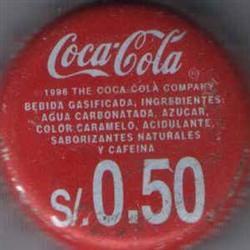 Coca-Cola ®
1996 THE COCA COLA COMPANY
BEBIDA GASIFICADA, INGREDIENTES:
AGUA CARBONATADA, AZUCAR,
COLOR CARAMELO, ACIDULANTE,
SABORIZANTES NATURALES
Y CAFEINA
S/. 0.50